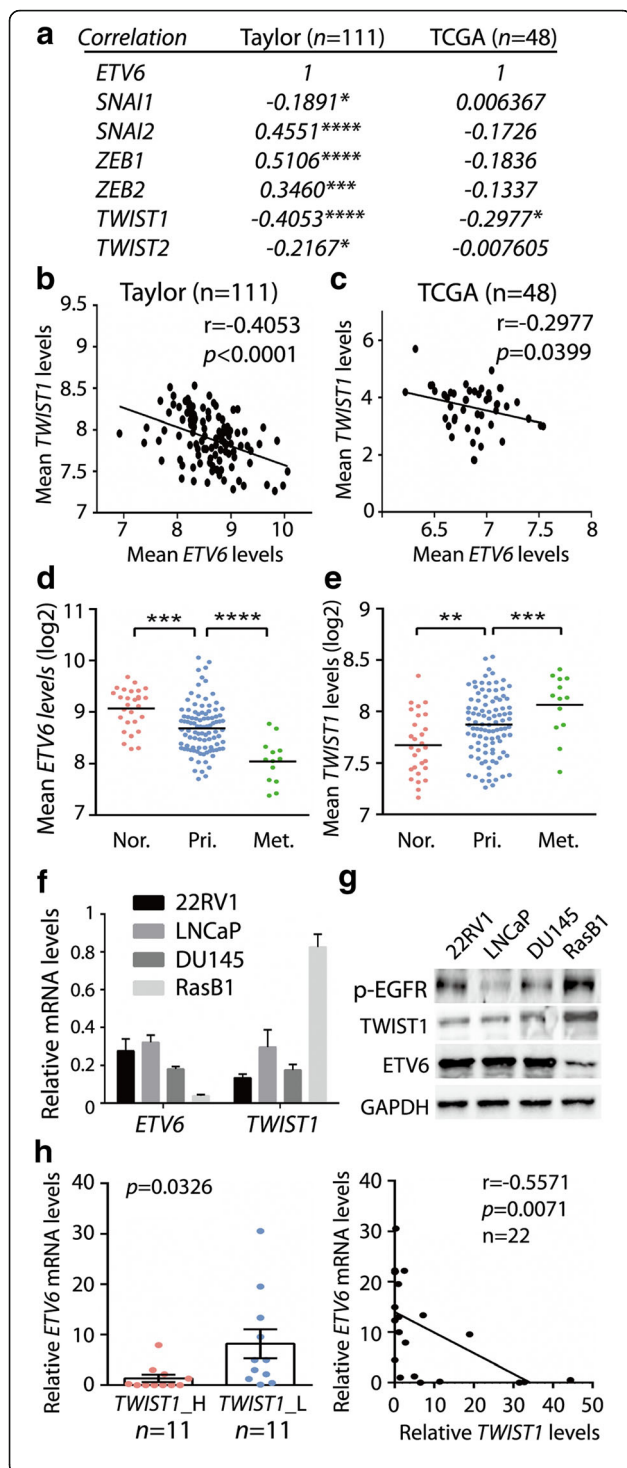 a
Correlation Taylor (n=111) TCGA (n=48)
ETV6 1 1
SNAI1 -0.1891* 0.006367
SNAI2 0.4551**** -0.1726
ZEB1 0.5106**** -0.1836
ZEB2 0.3460*** -0.1337
TWIST1 -0.4053**** -0.2977*
TWIST2 -0.2167* -0.007605
b
Taylor (n=111)
r=-0.4053
p<0.0001
Mean TWIST1 levels
9.5
9
8.5
8
7.5
7
7 8 9 10
Mean ETV6 levels
c
TCGA (n=48)
r=-0.2977
p=0.0399
Mean TWIST1 levels
6
4
2
0
6.5 7 7.5 8
Mean ETV6 levels
d
Mean ETV6 levels (log2)
11
10
9
8
7
*** ****
Nor. Pri. Met.
e
Mean TWIST1 levels (log2)
9
8.5
8
7.5
7
** ***
Nor. Pri. Met.
f
22RV1
LNCaP
DU145
RasB1
Relative mRNA levels
1
0.8
0.6
0.4
0.2
0
ETV6 TWIST1
g
22RV1 LNCaP DU145 RasB1
p-EGFR
TWIST1
ETV6
GAPDH
h
p=0.0326
Relative ETV6 mRNA levels
40
30
20
10
0
TWIST1_H TWIST1_L
n=11 n=11
r=-0.5571
p=0.0071
n=22
Relative ETV6 mRNA levels
40
30
20
10
0
0 10 20 30 40 50
Relative TWIST1 levels